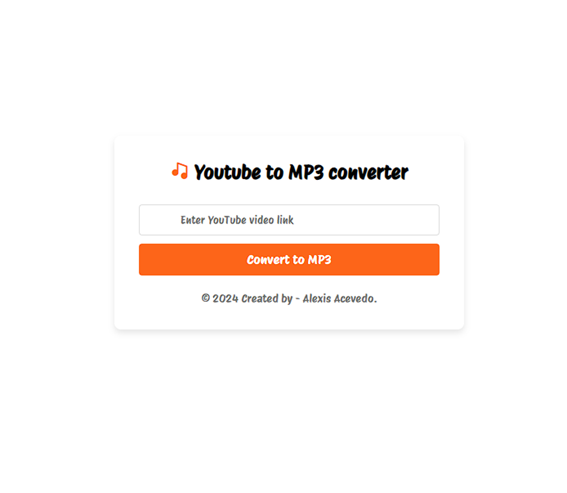 Youtube to MP3 converter
Enter YouTube video link
Convert to MP3
© 2024 Created by - Alexis Acevedo.